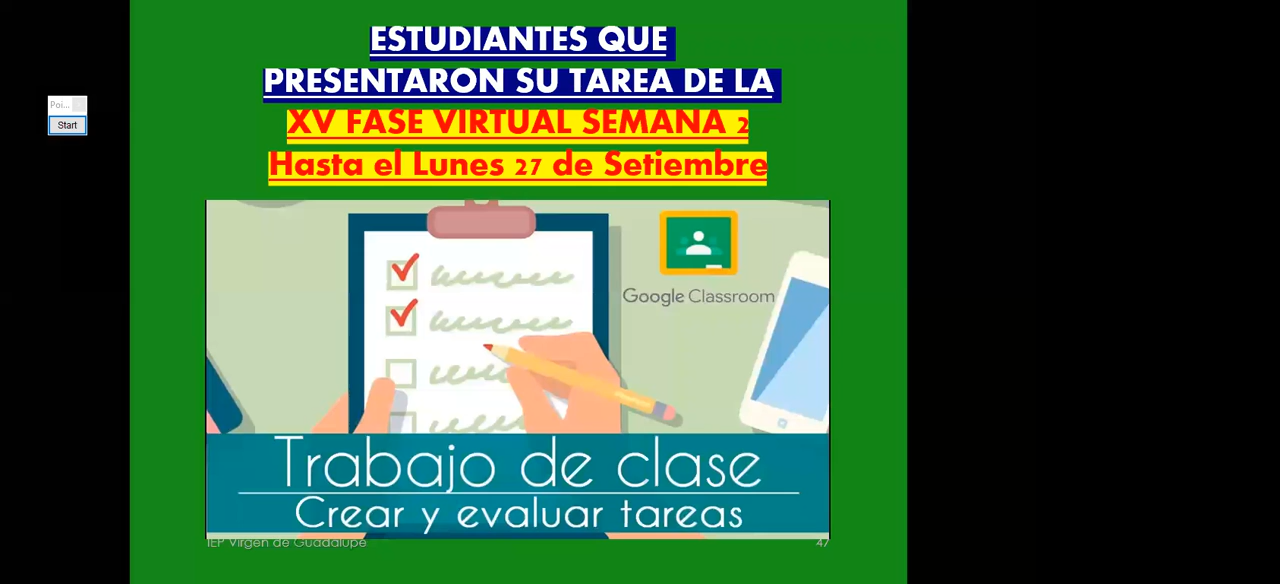 ESTUDIANTES QUE
PRESENTARON SU TAREA DE LA
XV FASE VIRTUAL SEMANA 2
Hasta el Lunes 27 de Setiembre
Poi...
Start
Google Classroom
Trabajo de clase
Crear y evaluar tareas
IEP Virgen de Guadalupe
47